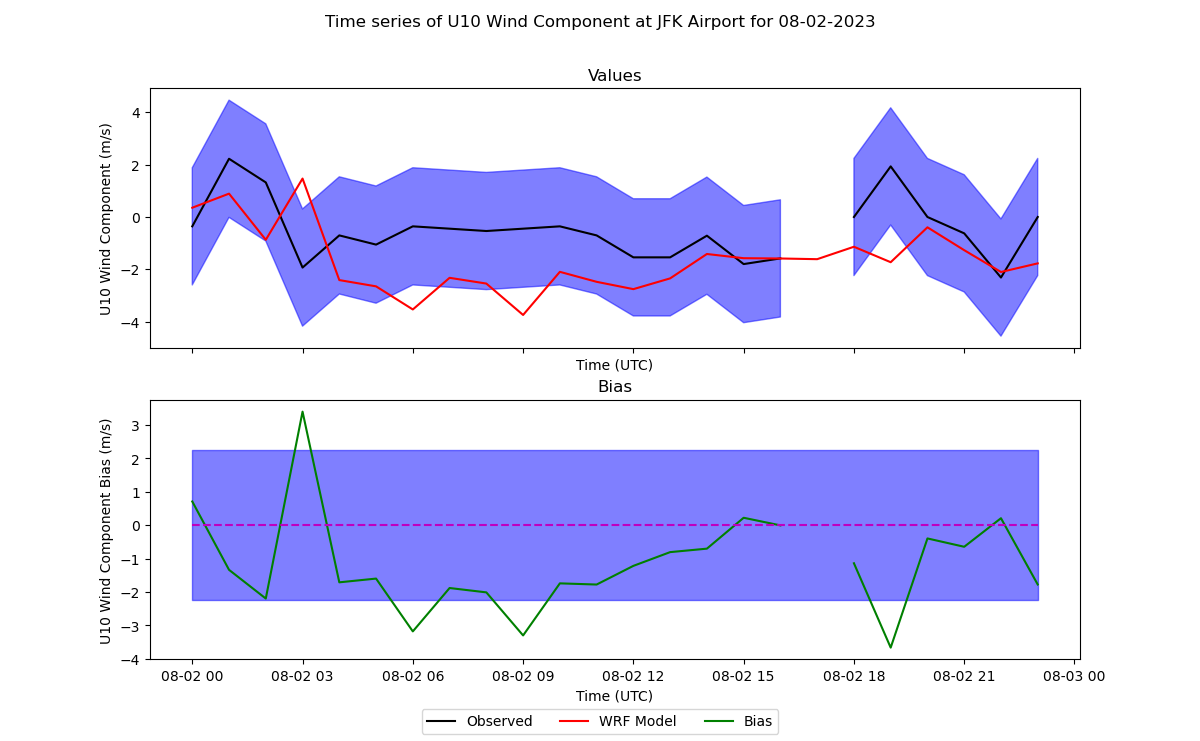 Time series of U10 Wind Component at JFK Airport for 08-02-2023
Values
U10 Wind Component (m/s)
4
2
0
−2
−4
Time (UTC)
Bias
U10 Wind Component Bias (m/s)
3
2
1
0
−1
−2
−3
−4
08-02 00 08-02 03 08-02 06 08-02 09 08-02 12 08-02 15 08-02 18 08-02 21 08-03 00
Time (UTC)
Observed WRF Model Bias